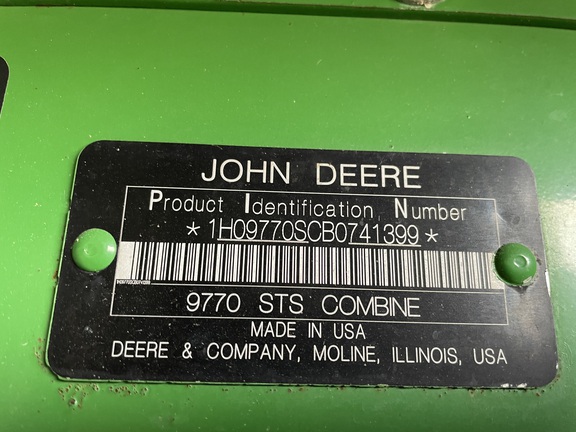 JOHN DEERE
Product Identification Number
*1H09770SCB0741399*
9770 STS COMBINE
MADE IN USA
DEERE & COMPANY, MOLINE, ILLINOIS, USA